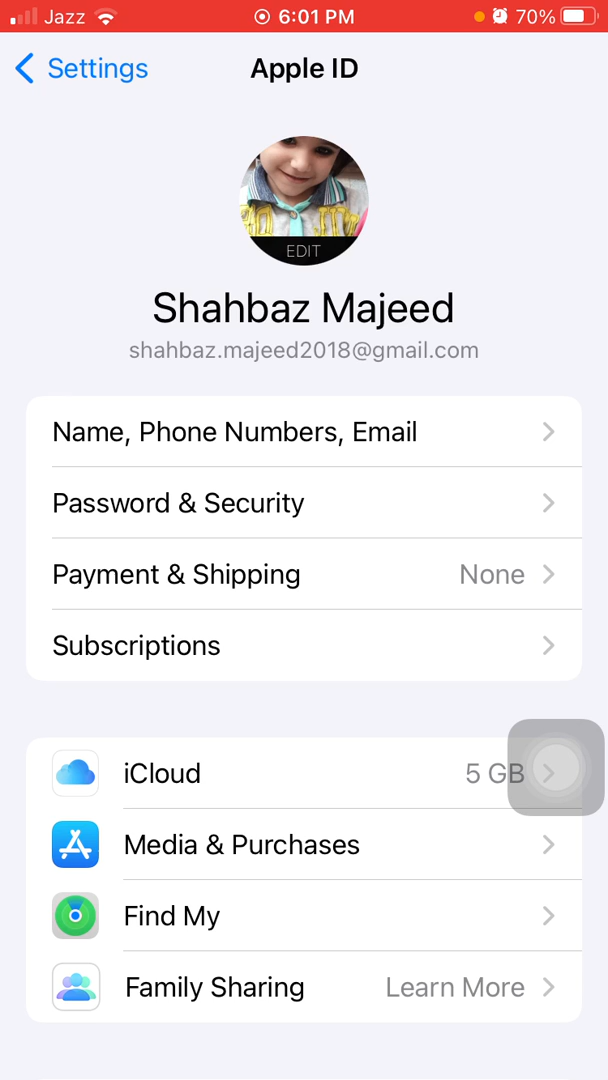 Jazz 6:01 PM 70%
Settings Apple ID
EDIT
Shahbaz Majeed
shahbaz.majeed2018@gmail.com
Name, Phone Numbers, Email
Password & Security
Payment & Shipping None
Subscriptions
iCloud 5 GB
Media & Purchases
Find My
Family Sharing Learn More